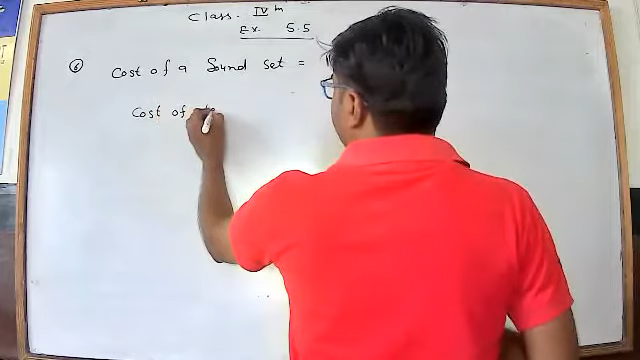 Class. IVth
Ex. 5.5
⑥ Cost of a Sound set =
Cost of